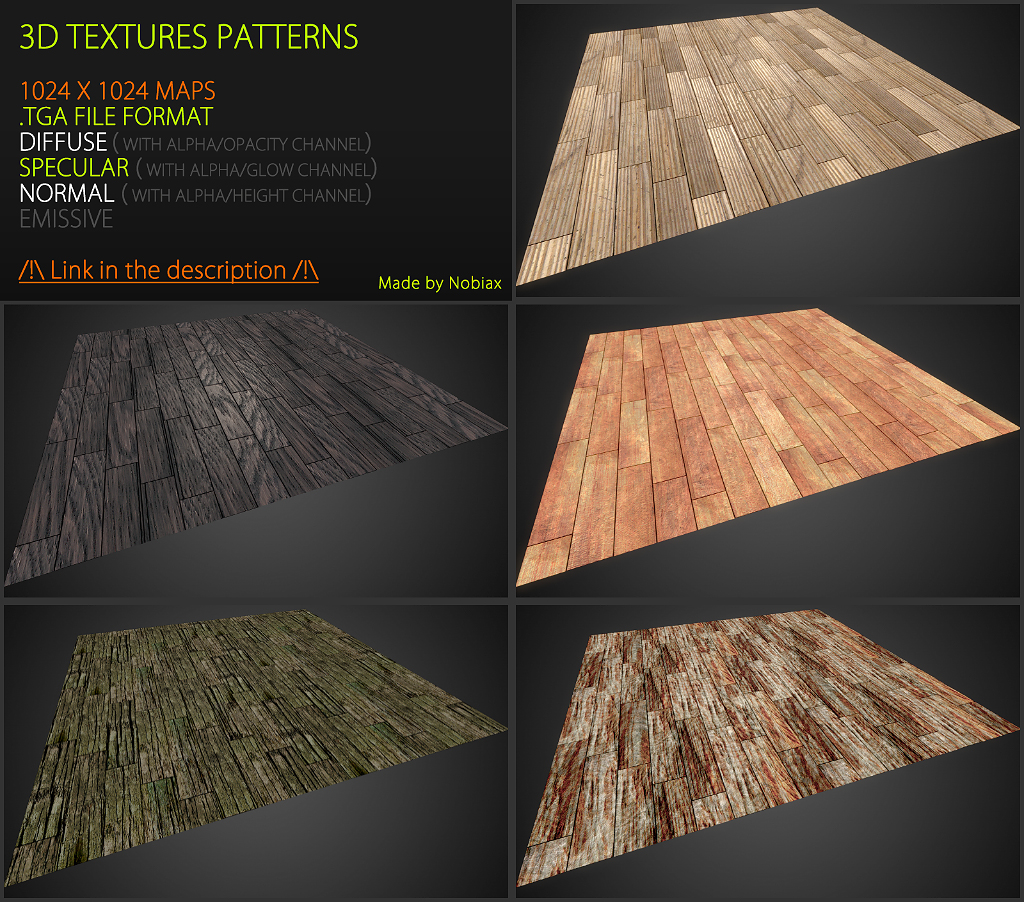 3D TEXTURES PATTERNS
1024 X 1024 MAPS
.TGA FILE FORMAT
DIFFUSE ( WITH ALPHA/OPACITY CHANNEL)
SPECULAR ( WITH ALPHA/GLOW CHANNEL)
NORMAL ( WITH ALPHA/HEIGHT CHANNEL)
EMISSIVE
/!\ Link in the description /!\
Made by Nobiax